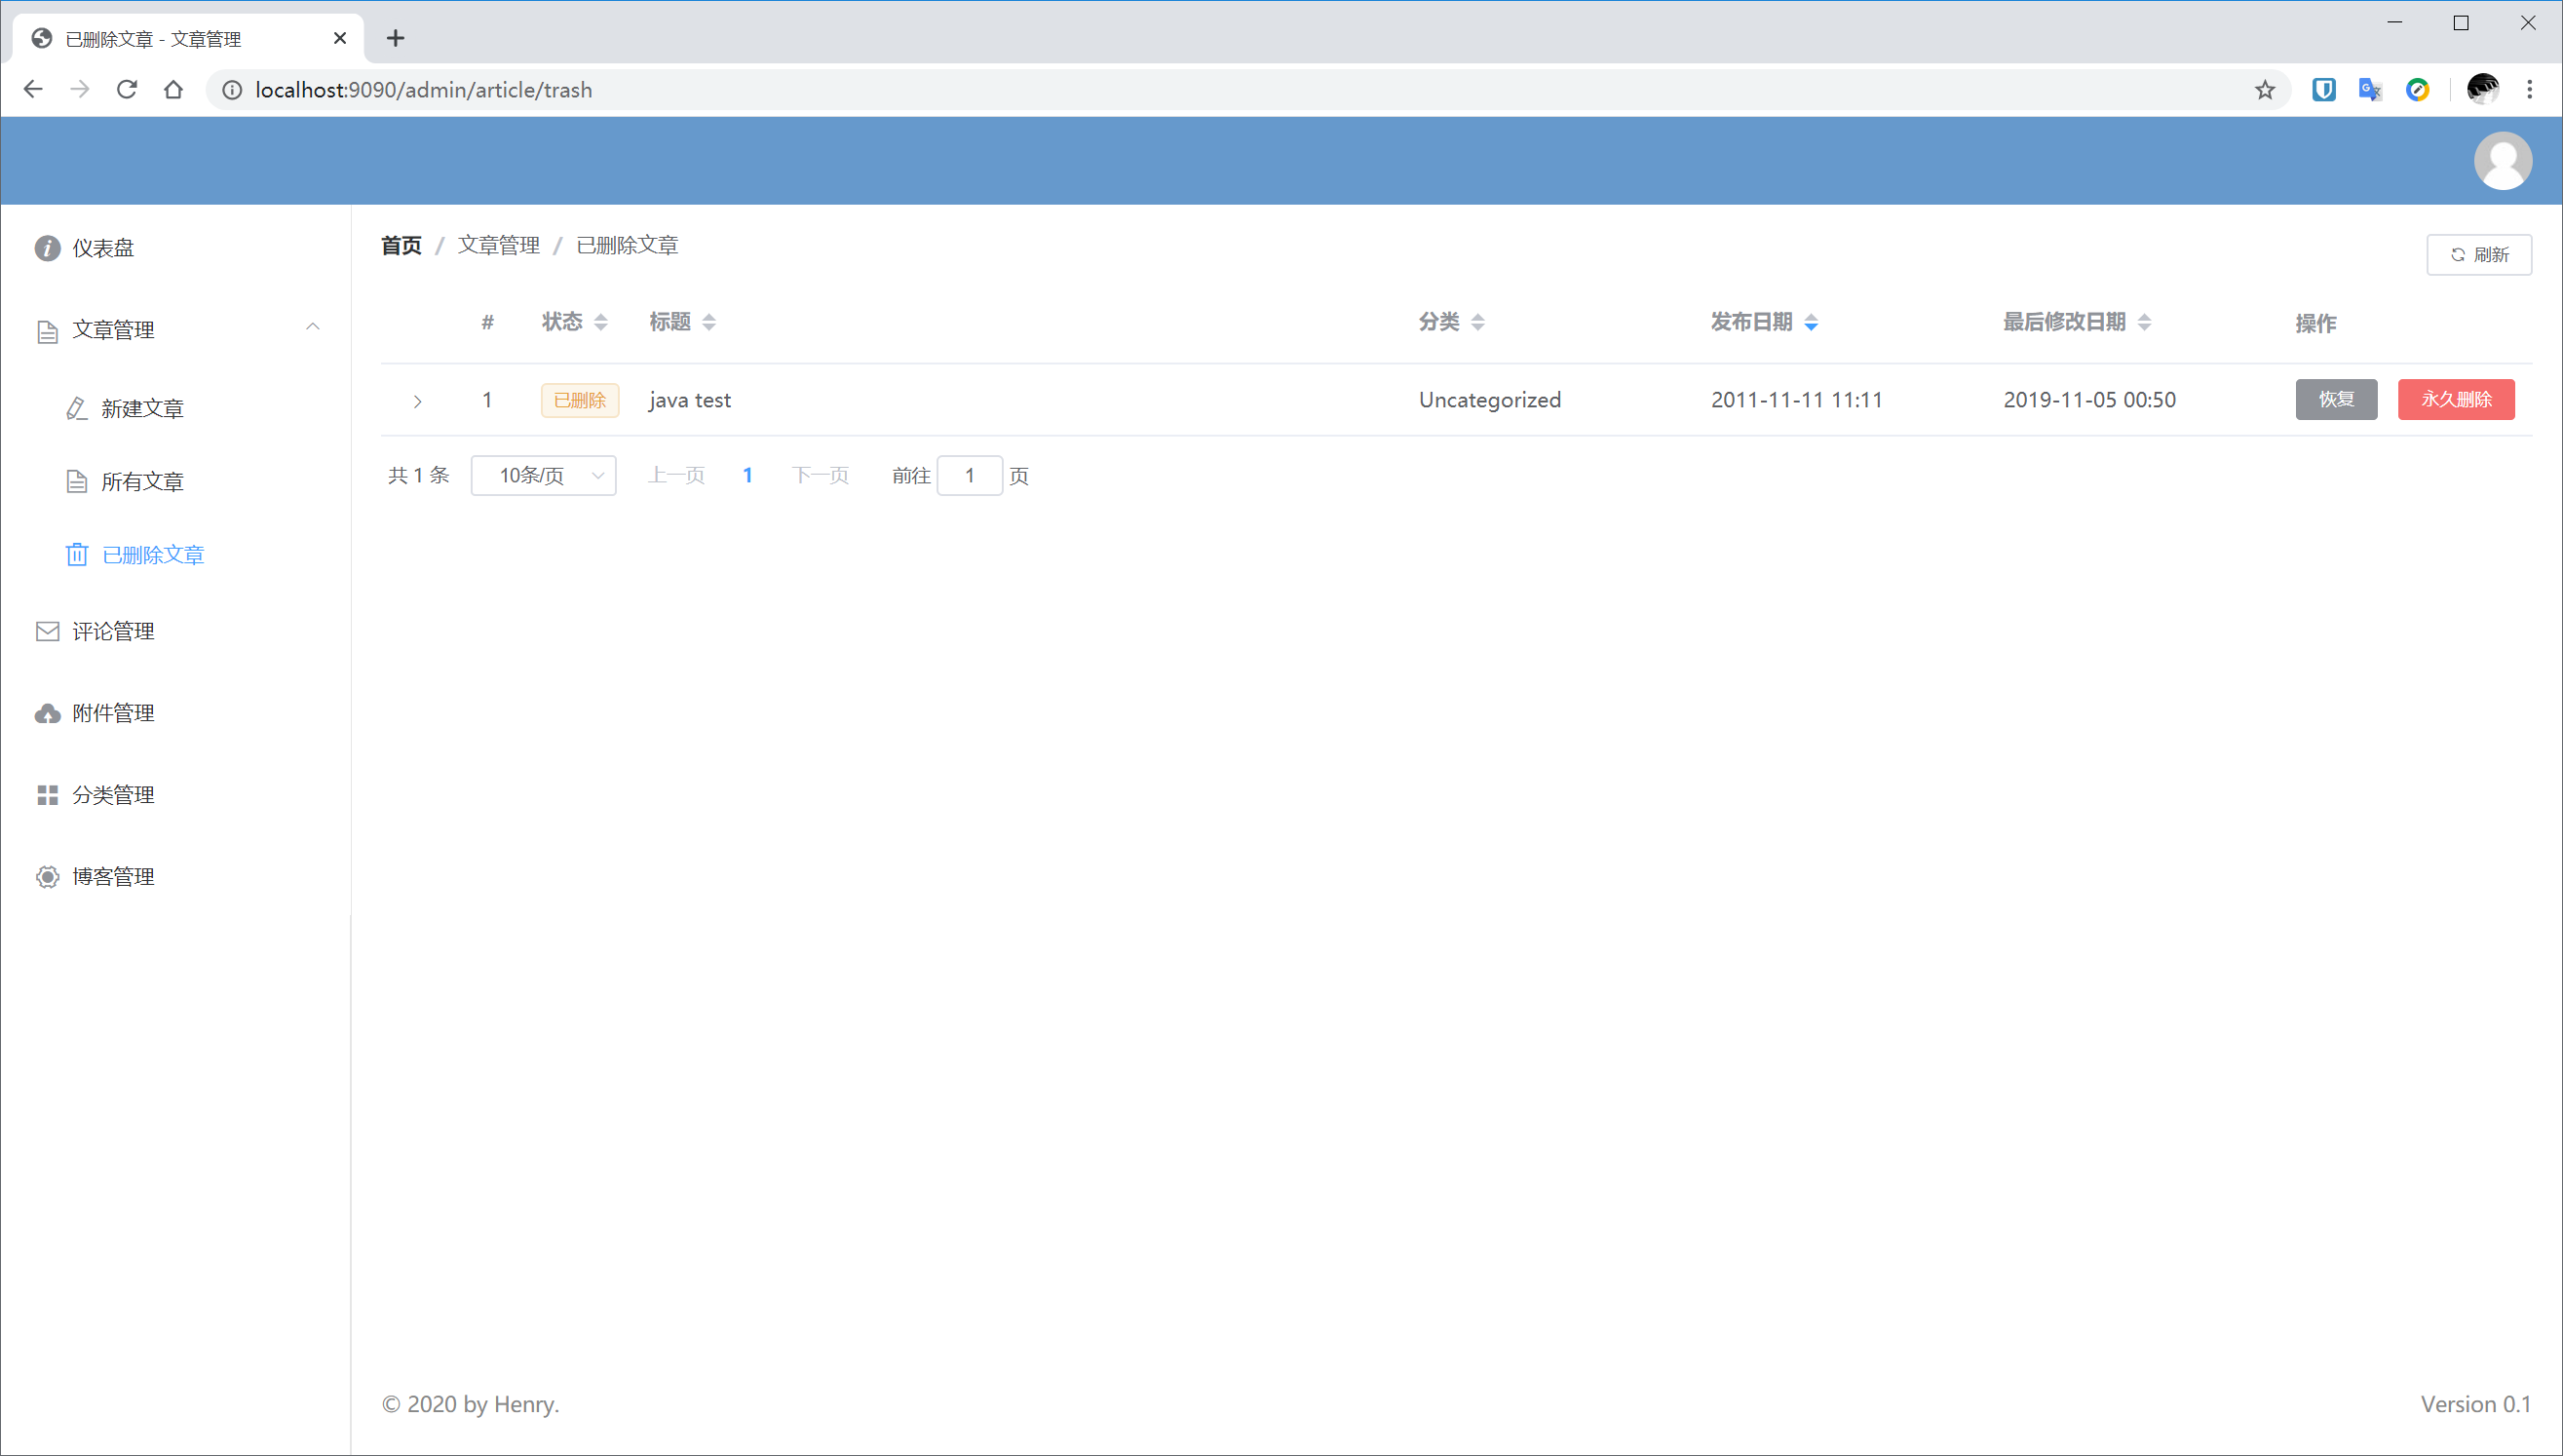 已删除文章 - 文章管理
localhost:9090/admin/article/trash
仪表盘
文章管理
新建文章
所有文章
已删除文章
评论管理
附件管理
分类管理
博客管理
首页 / 文章管理 / 已删除文章
刷新
# 状态 标题 分类 发布日期 最后修改日期 操作
1 已删除 java test Uncategorized 2011-11-11 11:11 2019-11-05 00:50 恢复 永久删除
共 1 条 10条/页 上一页 1 下一页 前往 1 页
© 2020 by Henry. Version 0.1